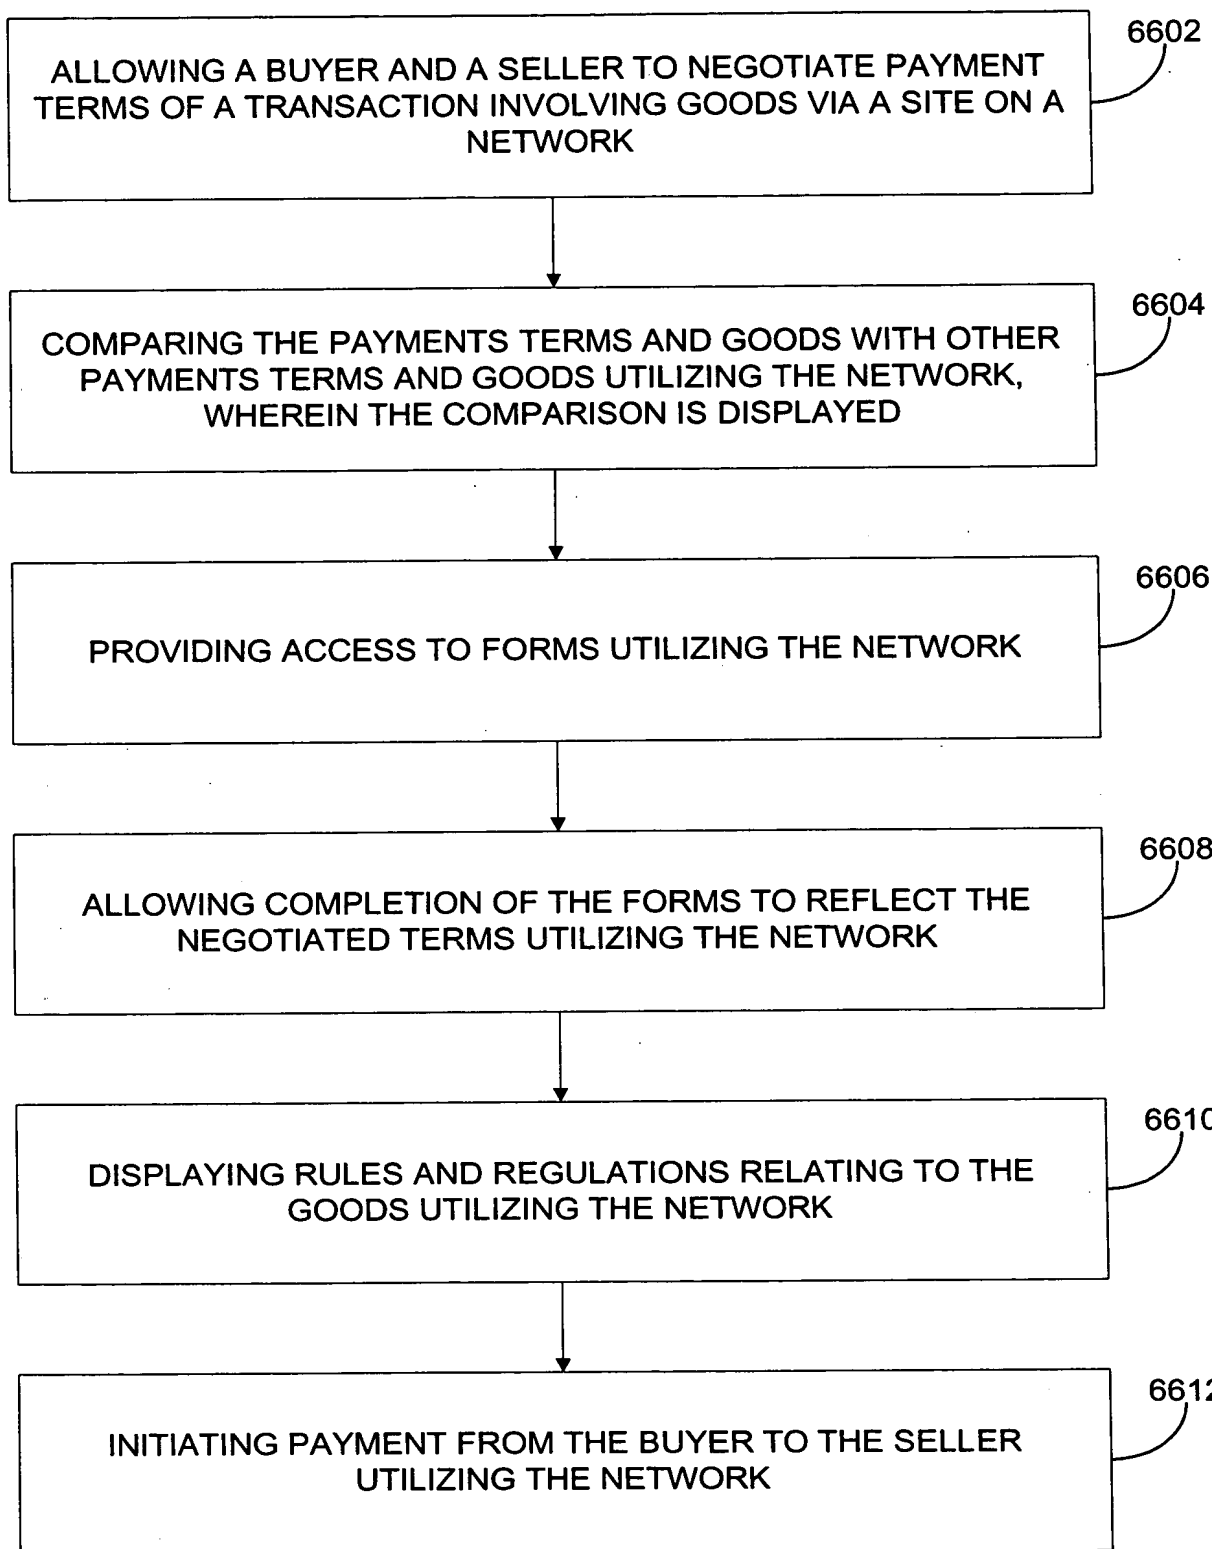 6602
ALLOWING A BUYER AND A SELLER TO NEGOTIATE PAYMENT
TERMS OF A TRANSACTION INVOLVING GOODS VIA A SITE ON A
NETWORK
6604
COMPARING THE PAYMENTS TERMS AND GOODS WITH OTHER
PAYMENTS TERMS AND GOODS UTILIZING THE NETWORK,
WHEREIN THE COMPARISON IS DISPLAYED
6606
PROVIDING ACCESS TO FORMS UTILIZING THE NETWORK
6608
ALLOWING COMPLETION OF THE FORMS TO REFLECT THE
NEGOTIATED TERMS UTILIZING THE NETWORK
6610
DISPLAYING RULES AND REGULATIONS RELATING TO THE
GOODS UTILIZING THE NETWORK
6612
INITIATING PAYMENT FROM THE BUYER TO THE SELLER
UTILIZING THE NETWORK